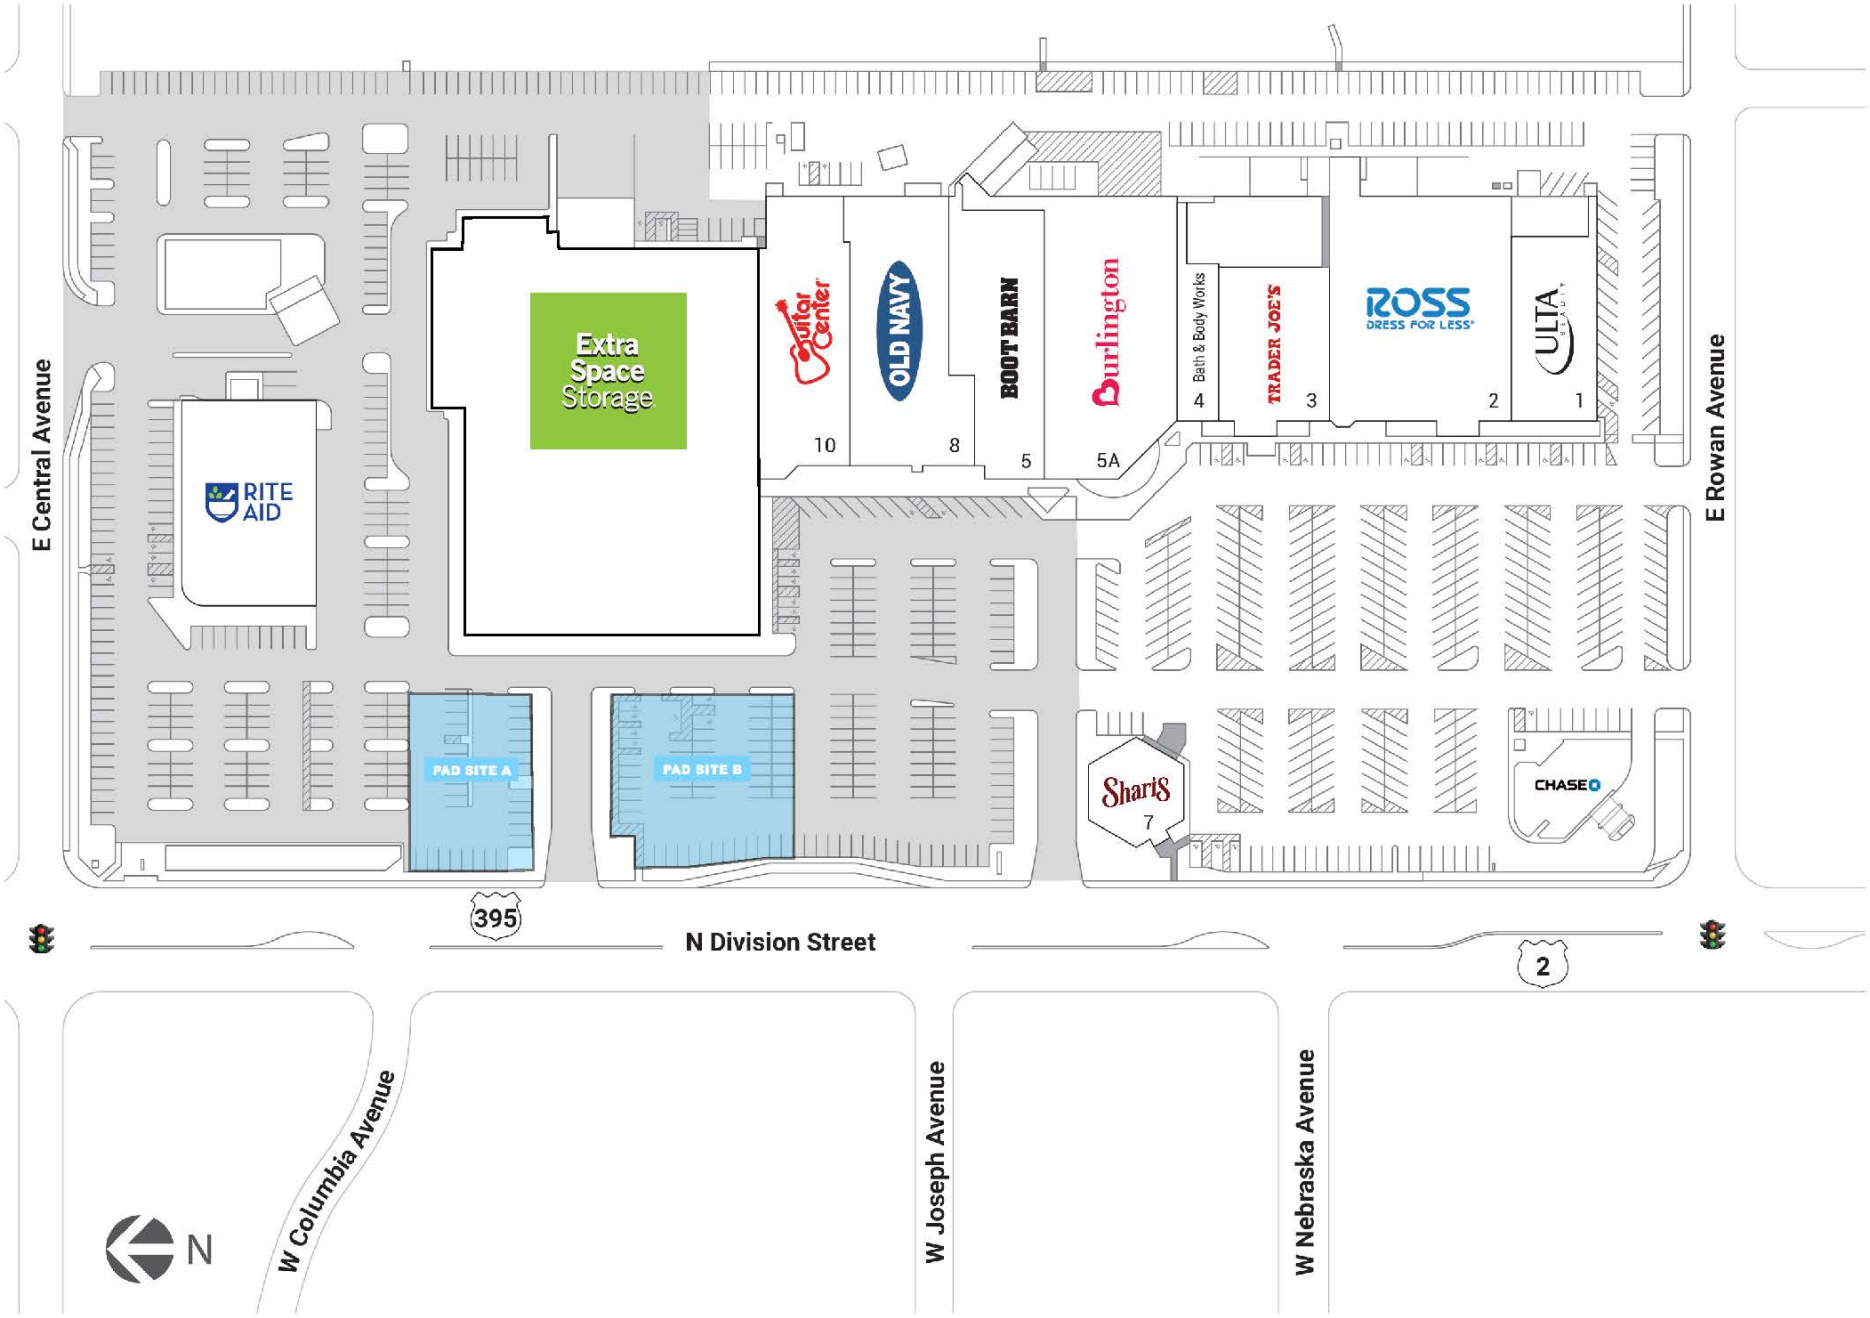 Extra
Space
Storage
Guitar
Center
10
OLD NAVY
8
BOOT BARN
5
Burlington
5A
Bath & Body Works
4
TRADER JOE'S
3
ROSS
DRESS FOR LESS
2
ULTA
BEAUTY
1
E Central Avenue
RITE
AID
E Rowan Avenue
PAD SITE A
PAD SITE B
Sharis
7
CHASE
395
N Division Street
2
W Columbia Avenue
W Joseph Avenue
W Nebraska Avenue
N